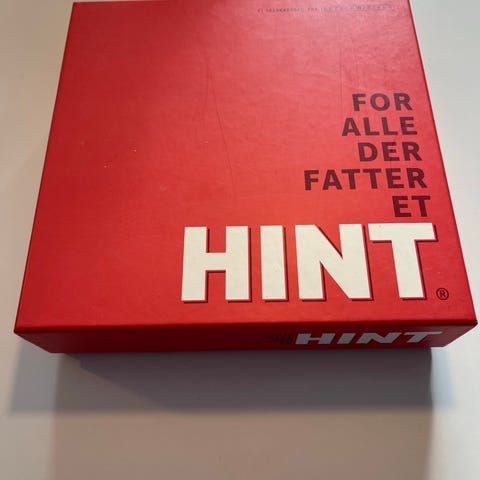 FOR
ALLE
DER
FATTER
ET
HINT®
HINT